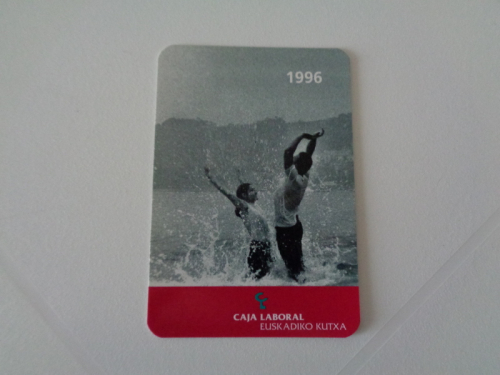 1996
CAJA LABORAL
EUSKADIKO KUTXA